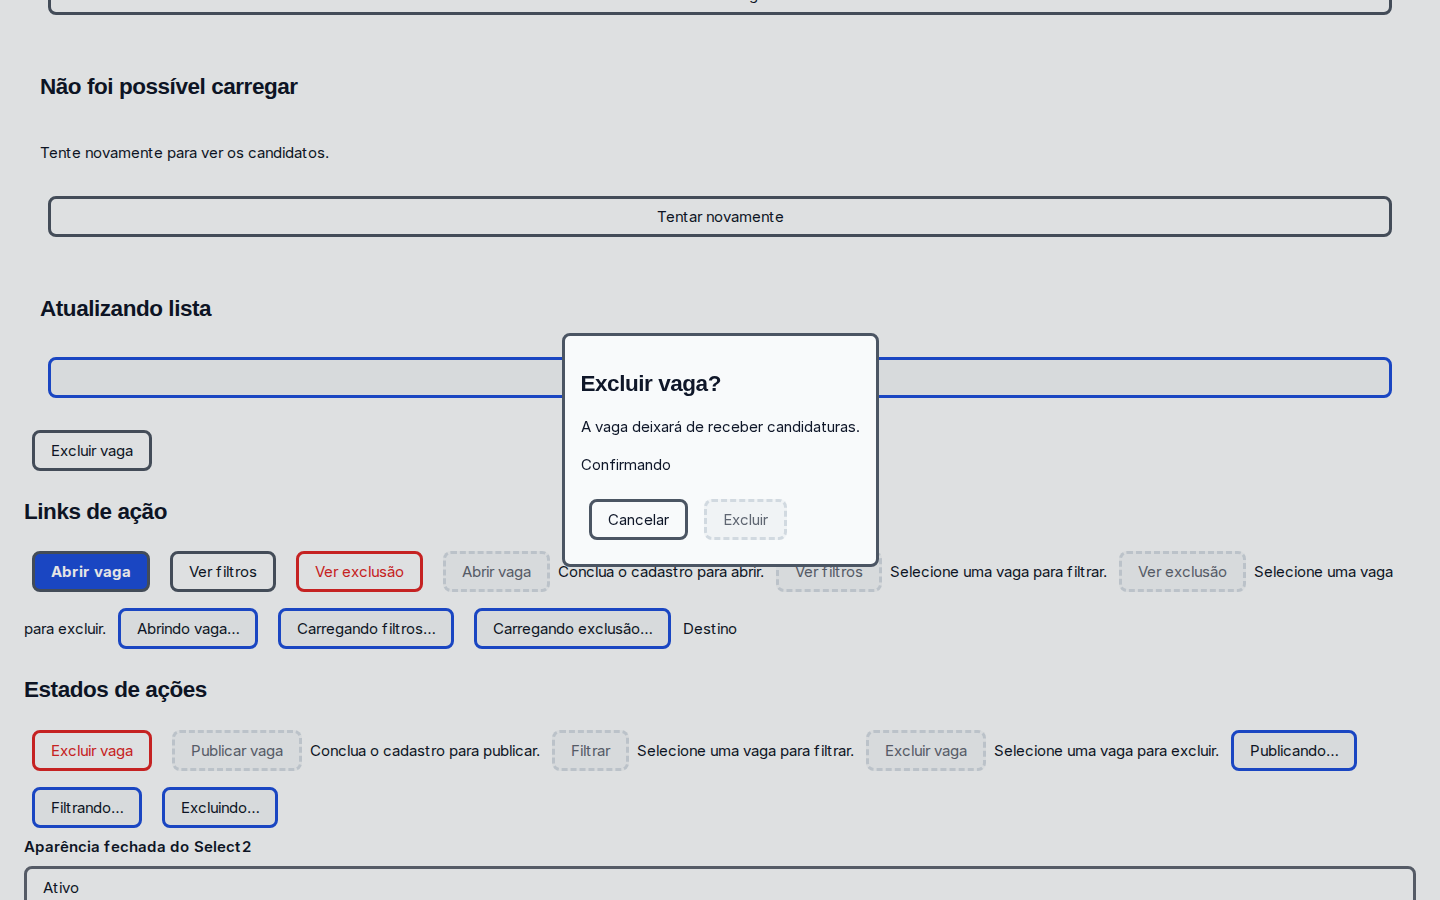 Não foi possível carregar
Tente novamente para ver os candidatos.
Tentar novamente
Atualizando lista
Excluir vaga?
A vaga deixará de receber candidaturas.
Confirmando
Cancelar Excluir
Excluir vaga
Links de ação
Abrir vaga Ver filtros Ver exclusão Abrir vaga Conclua o cadastro para abrir. Ver filtros Selecione uma vaga para filtrar. Ver exclusão Selecione uma vaga
para excluir. Abrindo vaga... Carregando filtros... Carregando exclusão... Destino
Estados de ações
Excluir vaga Publicar vaga Conclua o cadastro para publicar. Filtrar Selecione uma vaga para filtrar. Excluir vaga Selecione uma vaga para excluir. Publicando...
Filtrando... Excluindo...
Aparência fechada do Select2
Ativo